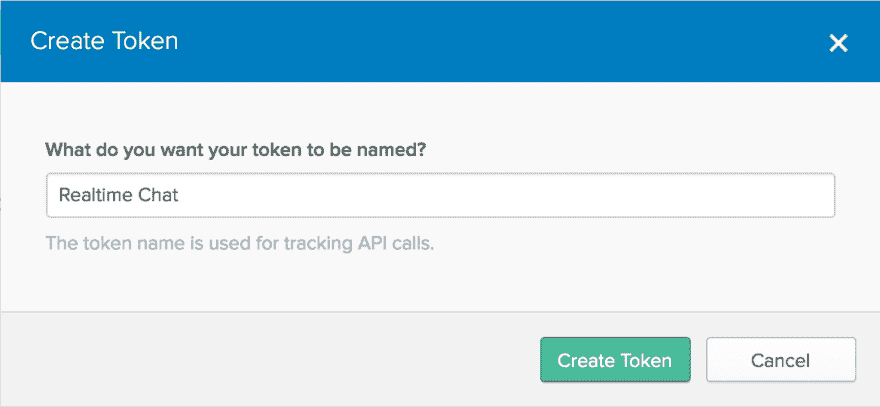 Create Token
What do you want your token to be named?
Realtime Chat
The token name is used for tracking API calls.
Create Token Cancel